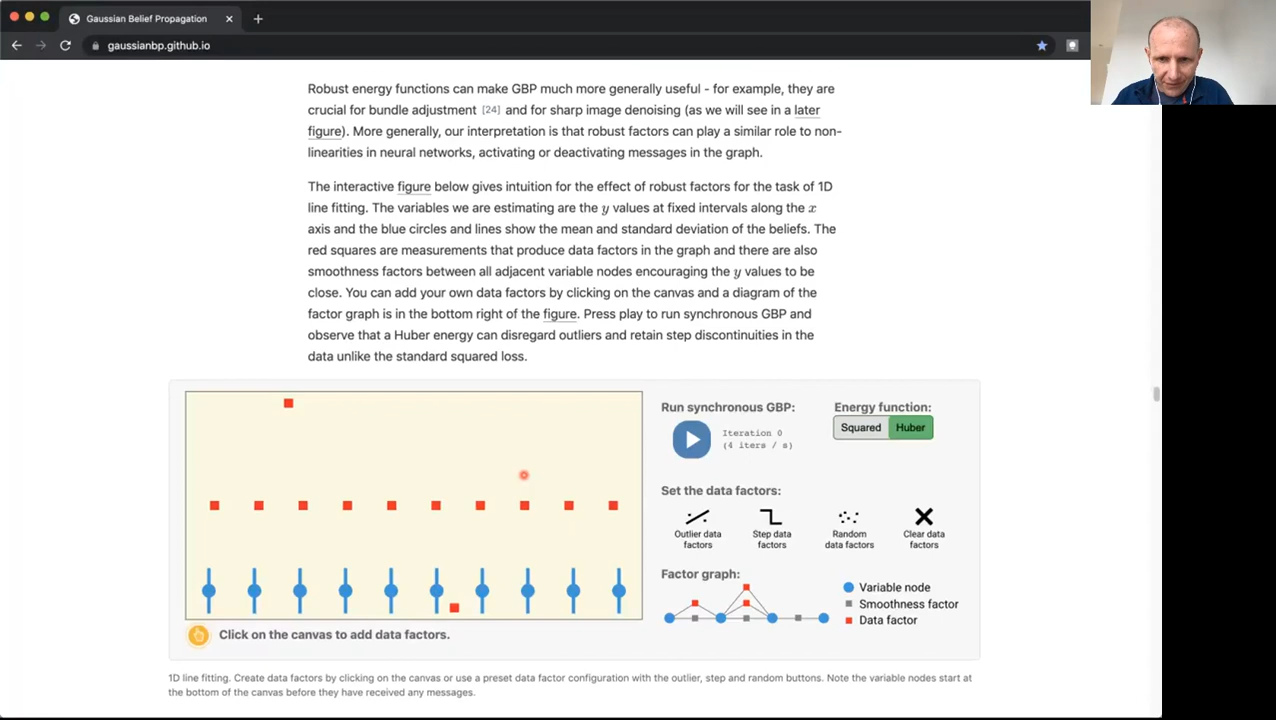 Gaussian Belief Propagation
gaussianbp.github.io
Robust energy functions can make GBP much more generally useful - for example, they are
crucial for bundle adjustment [24] and for sharp image denoising (as we will see in a later
figure). More generally, our interpretation is that robust factors can play a similar role to non-
linearities in neural networks, activating or deactivating messages in the graph.
The interactive figure below gives intuition for the effect of robust factors for the task of 1D
line fitting. The variables we are estimating are the y values at fixed intervals along the x
axis and the blue circles and lines show the mean and standard deviation of the beliefs. The
red squares are measurements that produce data factors in the graph and there are also
smoothness factors between all adjacent variable nodes encouraging the y values to be
close. You can add your own data factors by clicking on the canvas and a diagram of the
factor graph is in the bottom right of the figure. Press play to run synchronous GBP and
observe that a Huber energy can disregard outliers and retain step discontinuities in the
data unlike the standard squared loss.
Run synchronous GBP:
Energy function:
Iteration 0
(4 iters / s)
Squared Huber
Set the data factors:
Outlier data
factors
Step data
factors
Random
data factors
Clear data
factors
Factor graph:
Variable node
Smoothness factor
Data factor
Click on the canvas to add data factors.
1D line fitting. Create data factors by clicking on the canvas or use a preset data factor configuration with the outlier, step and random buttons. Note the variable nodes start at
the bottom of the canvas before they have received any messages.